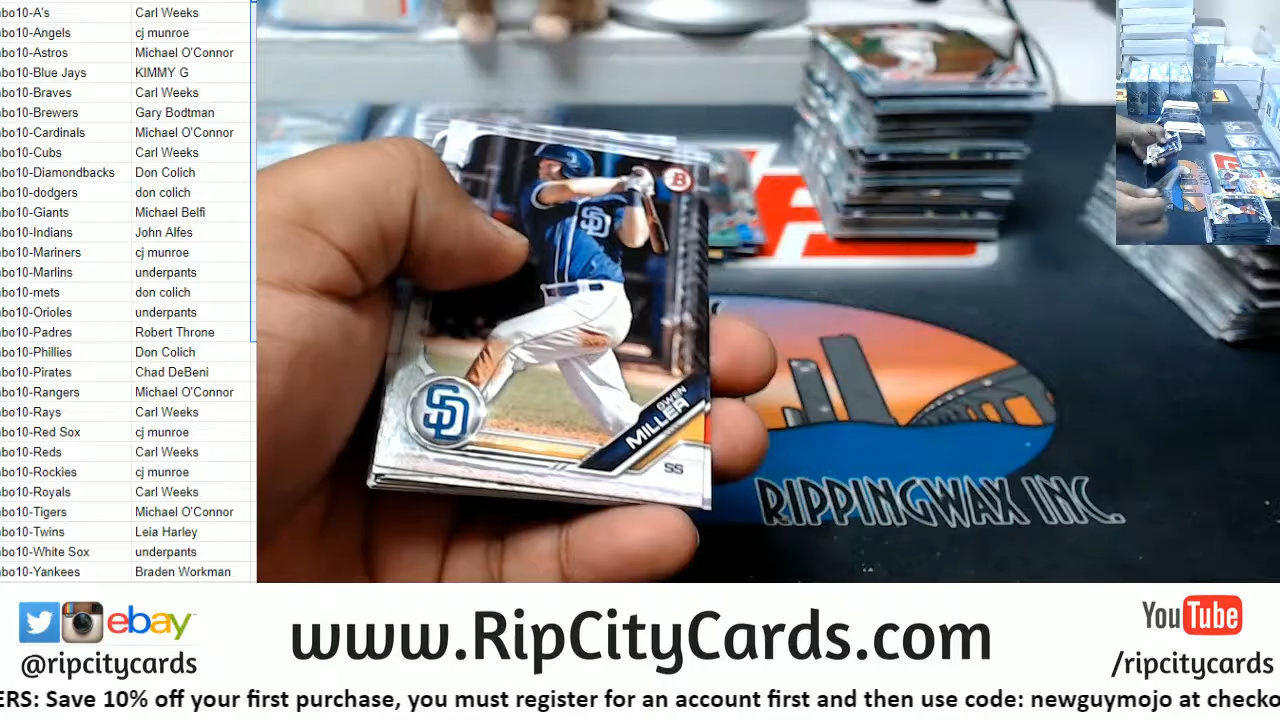 bo10-A's Carl Weeks
bo10-Angels cj munroe
bo10-Astros Michael O'Connor
bo10-Blue Jays KIMMY G
bo10-Braves Carl Weeks
bo10-Brewers Gary Bodtman
bo10-Cardinals Michael O'Connor
bo10-Cubs Carl Weeks
bo10-Diamondbacks Don Colich
bo10-dodgers don colich
bo10-Giants Michael Belfi
bo10-Indians John Alfes
bo10-Mariners cj munroe
bo10-Marlins underpants
bo10-mets don colich
bo10-Orioles underpants
bo10-Padres Robert Throne
bo10-Phillies Don Colich
bo10-Pirates Chad DeBeni
bo10-Rangers Michael O'Connor
bo10-Rays Carl Weeks
bo10-Red Sox cj munroe
bo10-Reds Carl Weeks
bo10-Rockies cj munroe
bo10-Royals Carl Weeks
bo10-Tigers Michael O'Connor
bo10-Twins Leia Harley
bo10-White Sox underpants
bo10-Yankees Braden Workman
B
SD
SD
OWEN
MILLER
SS
RIPPINGWAX INC.
ebay
@ripcitycards
www.RipCityCards.com
YouTube
/ripcitycards
ERS: Save 10% off your first purchase, you must register for an account first and then use code: newguymojo at checko